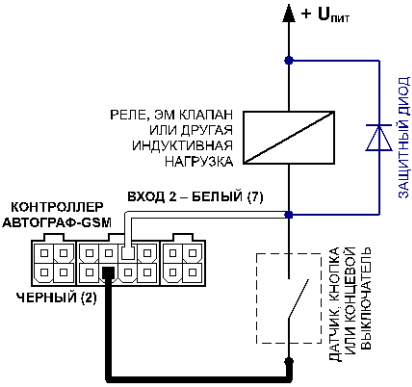 + Uпит
РЕЛЕ, ЭМ КЛАПАН
ИЛИ ДРУГАЯ
ИНДУКТИВНАЯ
НАГРУЗКА
ЗАЩИТНЫЙ ДИОД
ВХОД 2 – БЕЛЫЙ (7)
КОНТРОЛЛЕР
АВТОГРАФ-GSM
ЧЕРНЫЙ (2)
ДАТЧИК, КНОПКА
ИЛИ КОНЦЕВОЙ
ВЫКЛЮЧАТЕЛЬ